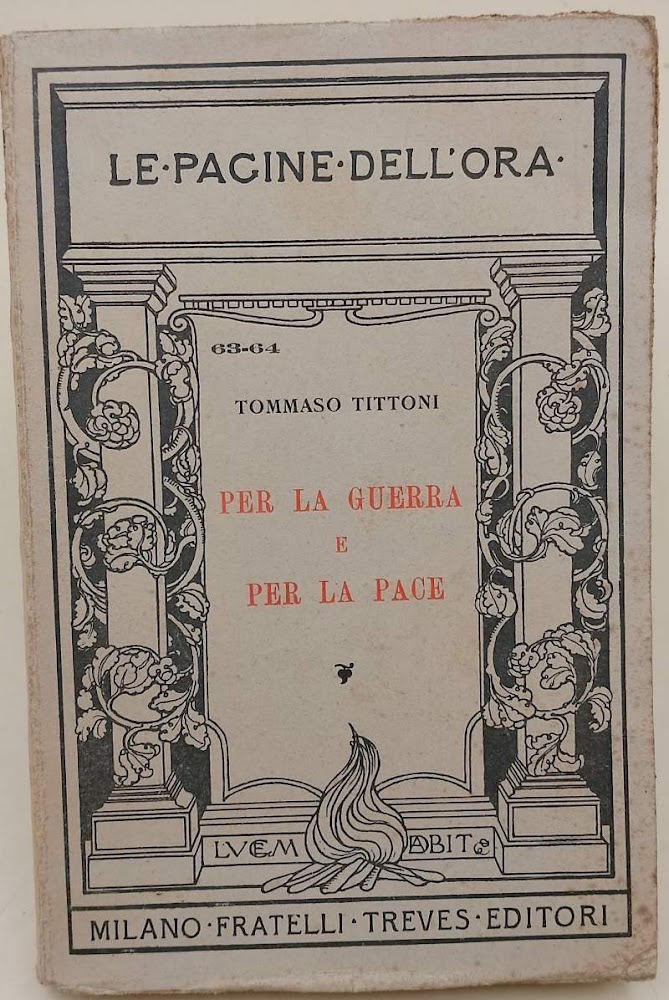 LE·PAGINE·DELL'ORA·
63-64
TOMMASO TITTONI
PER LA GUERRA
E
PER LA PACE
LVCEM DABIT
MILANO·FRATELLI·TREVES·EDITORI